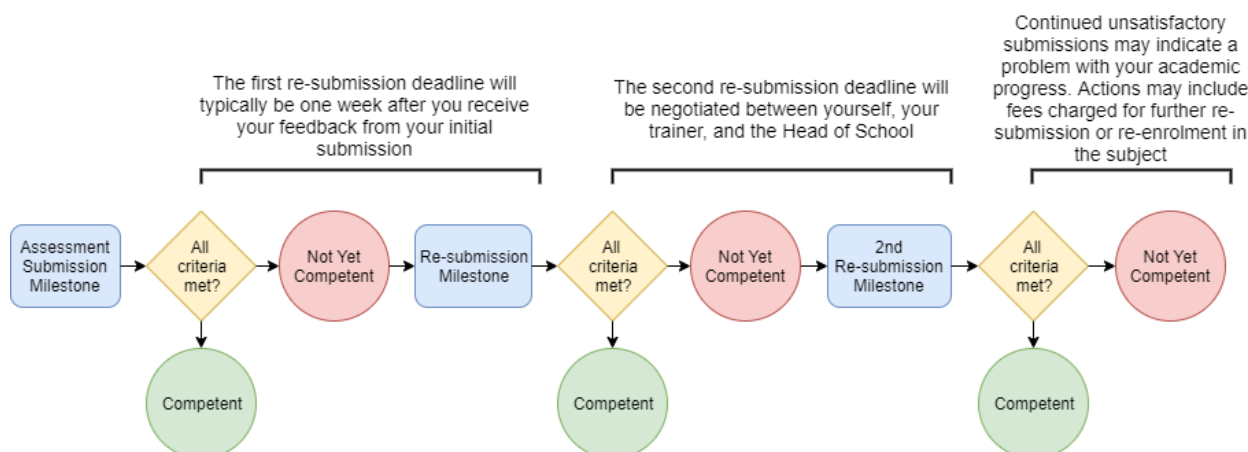 The first re-submission deadline will
typically be one week after you receive
your feedback from your initial
submission
The second re-submission deadline will
be negotiated between yourself, your
trainer, and the Head of School
Continued unsatisfactory
submissions may indicate a
problem with your academic
progress. Actions may include
fees charged for further re-
submission or re-enrolment in
the subject
Assessment
Submission
Milestone
All
criteria
met?
Not Yet
Competent
Re-submission
Milestone
All
criteria
met?
Not Yet
Competent
2nd
Re-submission
Milestone
All
criteria
met?
Not Yet
Competent
Competent
Competent
Competent